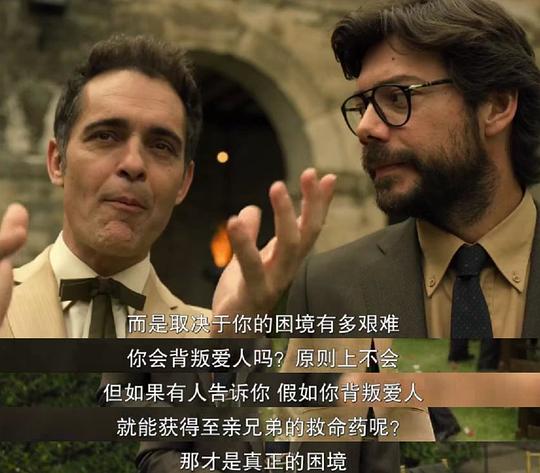 而是取决于你的困境有多艰难
你会背叛爱人吗？原则上不会
但如果有人告诉你 假如你背叛爱人
就能获得至亲兄弟的救命药呢？
那才是真正的困境